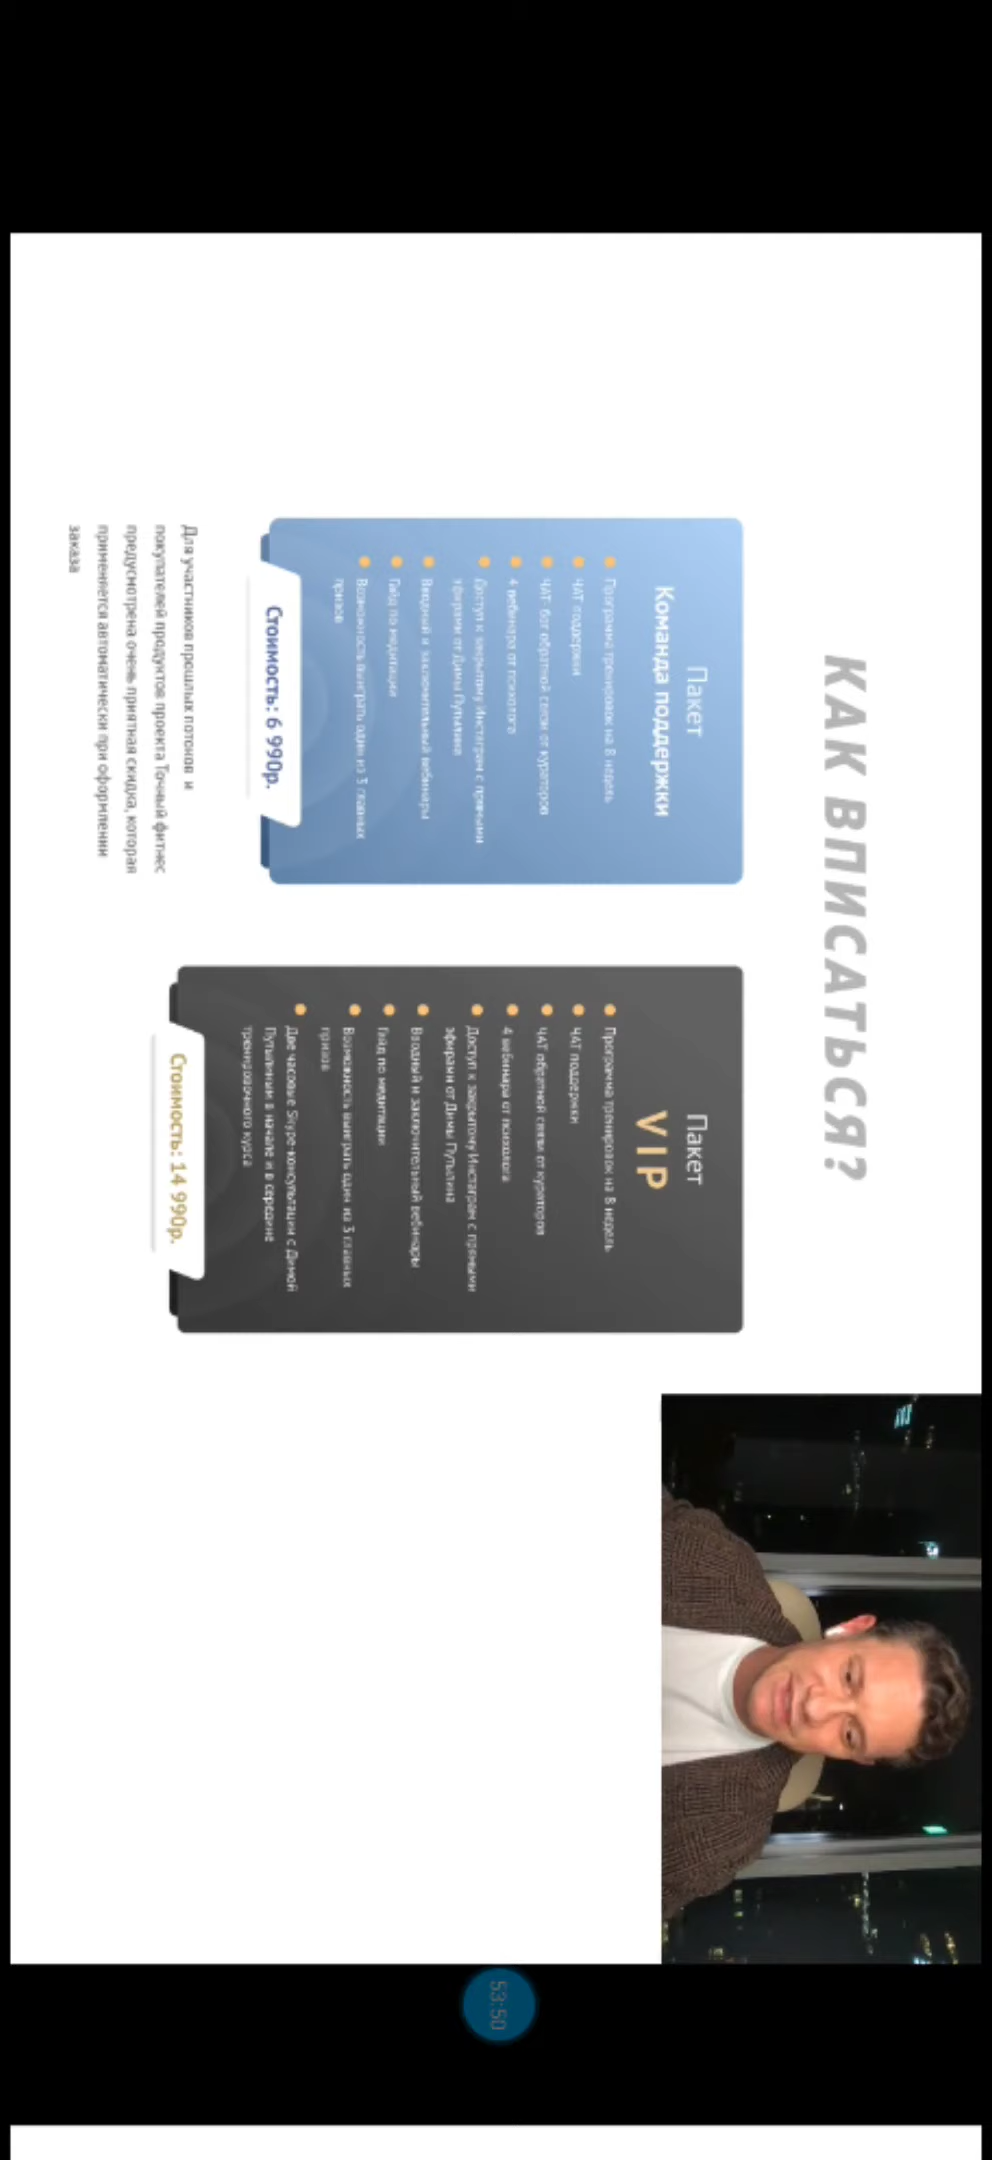 КАК ВПИСАТЬСЯ?
Пакет
Команда поддержки
Программа тренировок на 8 недель
ЧАТ поддержки
ЧАТ-бот обратной связи от кураторов
4 вебинара от психолога
Доступ к закрытому Инстаграм с прямыми
эфирами от Димы Путылина
Вводный и заключительный вебинары
Гайд по медитации
Возможность выиграть один из 3 главных
призов
Стоимость: 6 990р.
Для участников прошлых потоков и
покупателей продуктов проекта Точный фитнес
предусмотрена очень приятная скидка, которая
применяется автоматически при оформлении
заказа
Пакет
VIP
Программа тренировок на 8 недель
ЧАТ поддержки
ЧАТ обратной связи от кураторов
4 вебинара от психолога
Доступ к закрытому Инстаграм с прямыми
эфирами от Димы Путылина
Вводный и заключительный вебинары
Гайд по медитации
Возможность выиграть один из 3 главных
призов
Две часовые Skype-консультации с Димой
Путылиным в начале и в середине
тренировочного курса
Стоимость: 14 990р.
53:50